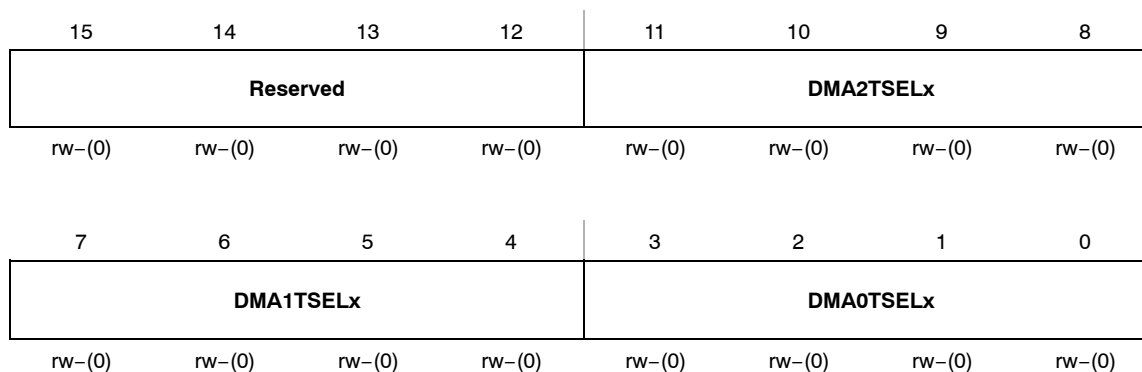 15 14 13 12 11 10 9 8
Reserved DMA2TSELx
rw−(0) rw−(0) rw−(0) rw−(0) rw−(0) rw−(0) rw−(0) rw−(0)
7 6 5 4 3 2 1 0
DMA1TSELx DMA0TSELx
rw−(0) rw−(0) rw−(0) rw−(0) rw−(0) rw−(0) rw−(0) rw−(0)